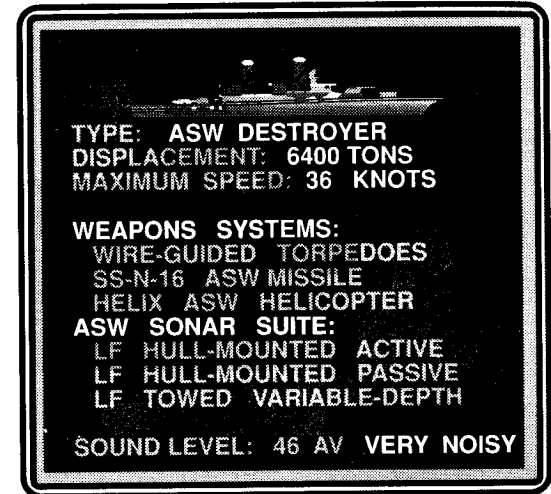 TYPE: ASW DESTROYER
DISPLACEMENT: 6400 TONS
MAXIMUM SPEED: 36 KNOTS
WEAPONS SYSTEMS:
WIRE-GUIDED TORPEDOES
SS-N-16 ASW MISSILE
HELIX ASW HELICOPTER
ASW SONAR SUITE:
LF HULL-MOUNTED ACTIVE
LF HULL-MOUNTED PASSIVE
LF TOWED VARIABLE-DEPTH
SOUND LEVEL: 46 AV VERY NOISY